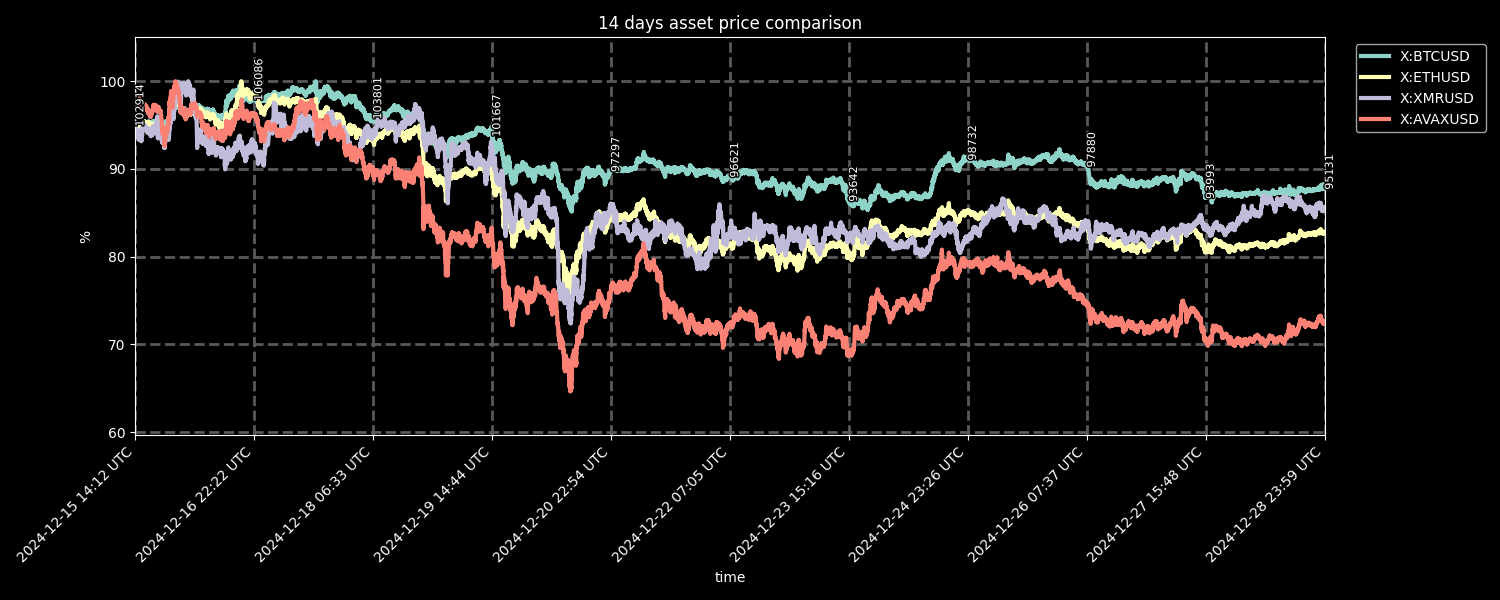 14 days asset price comparison
X:BTCUSD
X:ETHUSD
X:XMRUSD
X:AVAXUSD
%
100
90
80
70
60
102914
106086
103801
101667
97297
96621
93642
98732
97880
93993
95131
2024-12-15 14:12 UTC
2024-12-16 22:22 UTC
2024-12-18 06:33 UTC
2024-12-19 14:44 UTC
2024-12-20 22:54 UTC
2024-12-22 07:05 UTC
2024-12-23 15:16 UTC
2024-12-24 23:26 UTC
2024-12-26 07:37 UTC
2024-12-27 15:48 UTC
2024-12-28 23:59 UTC
time